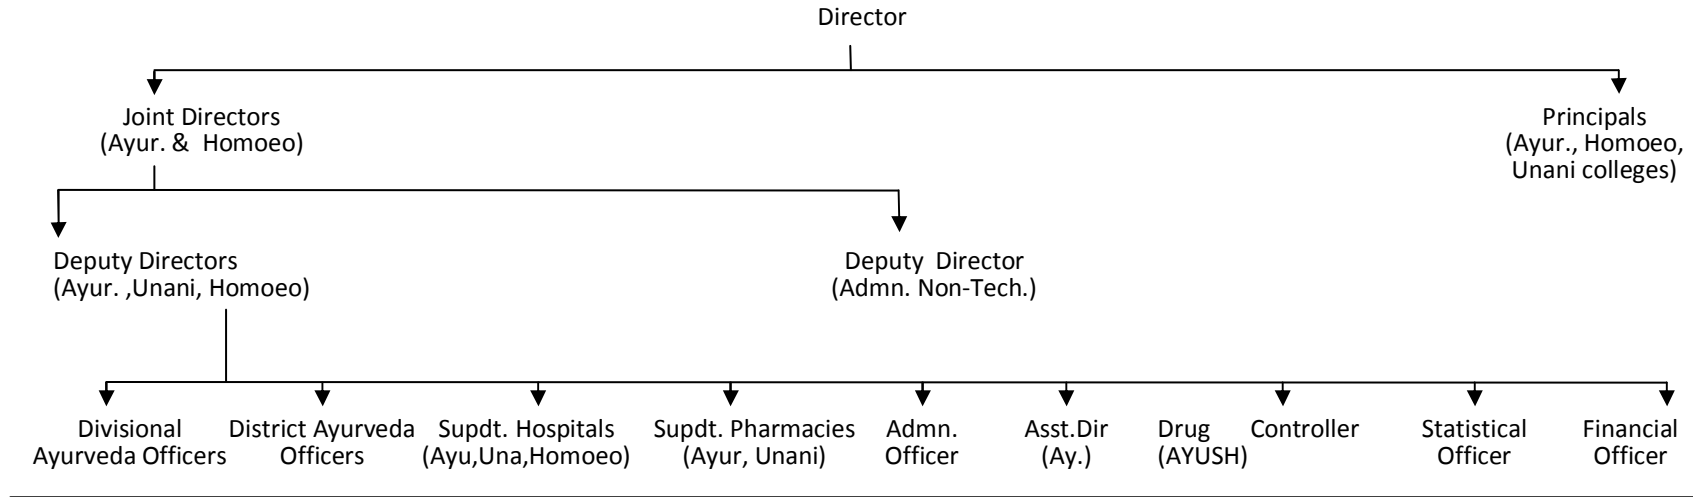 Director
Joint Directors
(Ayur. & Homoeo)
Principals
(Ayur., Homoeo,
Unani colleges)
Deputy Directors
(Ayur. ,Unani, Homoeo)
Deputy Director
(Admn. Non-Tech.)
Divisional
Ayurveda Officers
District Ayurveda
Officers
Supdt. Hospitals
(Ayu,Una,Homoeo)
Supdt. Pharmacies
(Ayur, Unani)
Admn.
Officer
Asst.Dir
(Ay.)
Drug Controller
(AYUSH)
Statistical
Officer
Financial
Officer